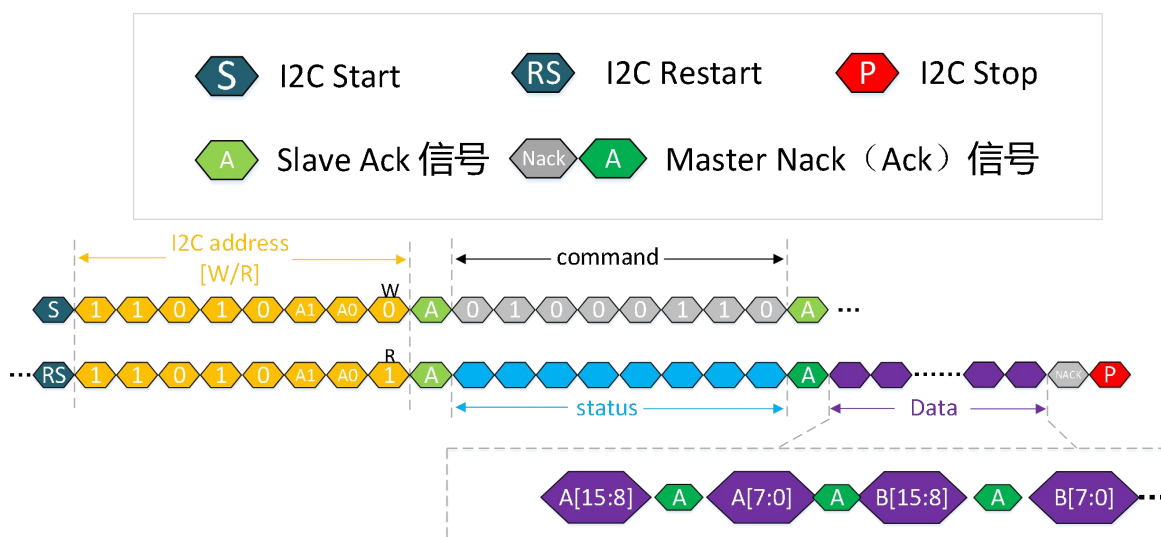 S I2C Start RS I2C Restart P I2C Stop
A Slave Ack 信号 Nack A Master Nack（Ack）信号
I2C address
[W/R]
command
W
S 1 1 0 1 0 A1 A0 0 A 0 1 0 0 0 1 1 0 A ...
R
... RS 1 1 0 1 0 A1 A0 1 A A ...... NACK P
status Data
A[15:8] A A[7:0] A B[15:8] A B[7:0] ...